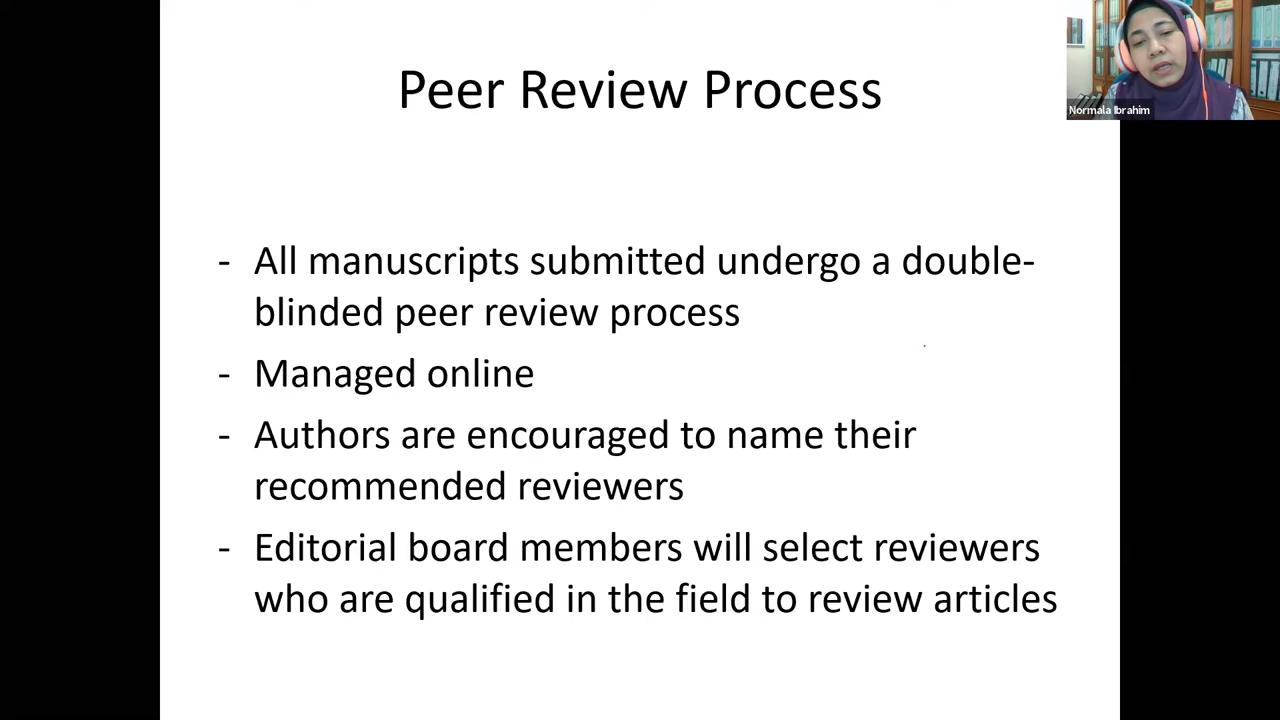 Peer Review Process
Normala Ibrahim
- All manuscripts submitted undergo a double-
blinded peer review process
- Managed online
- Authors are encouraged to name their
recommended reviewers
- Editorial board members will select reviewers
who are qualified in the field to review articles